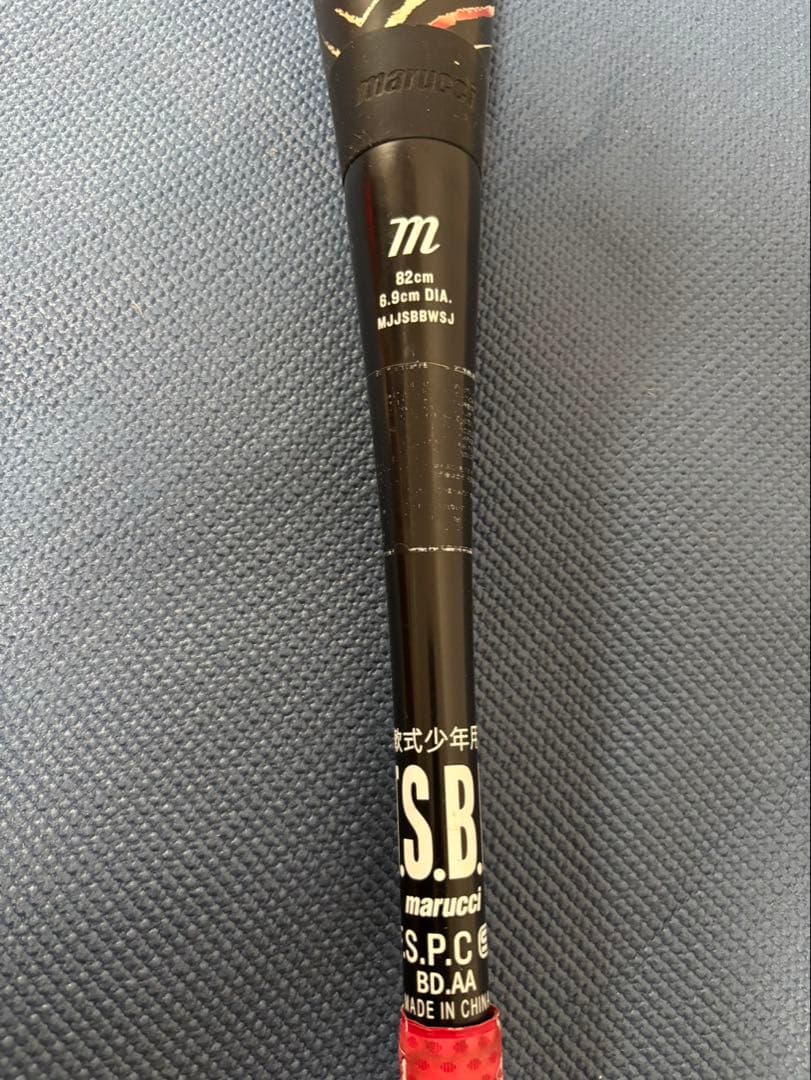 marucci
m
82cm
6.9cm DIA.
MJJSBBWSJ
軟式少年用
.S.B.
marucci
.S.P.C
BD.AA
MADE IN CHINA